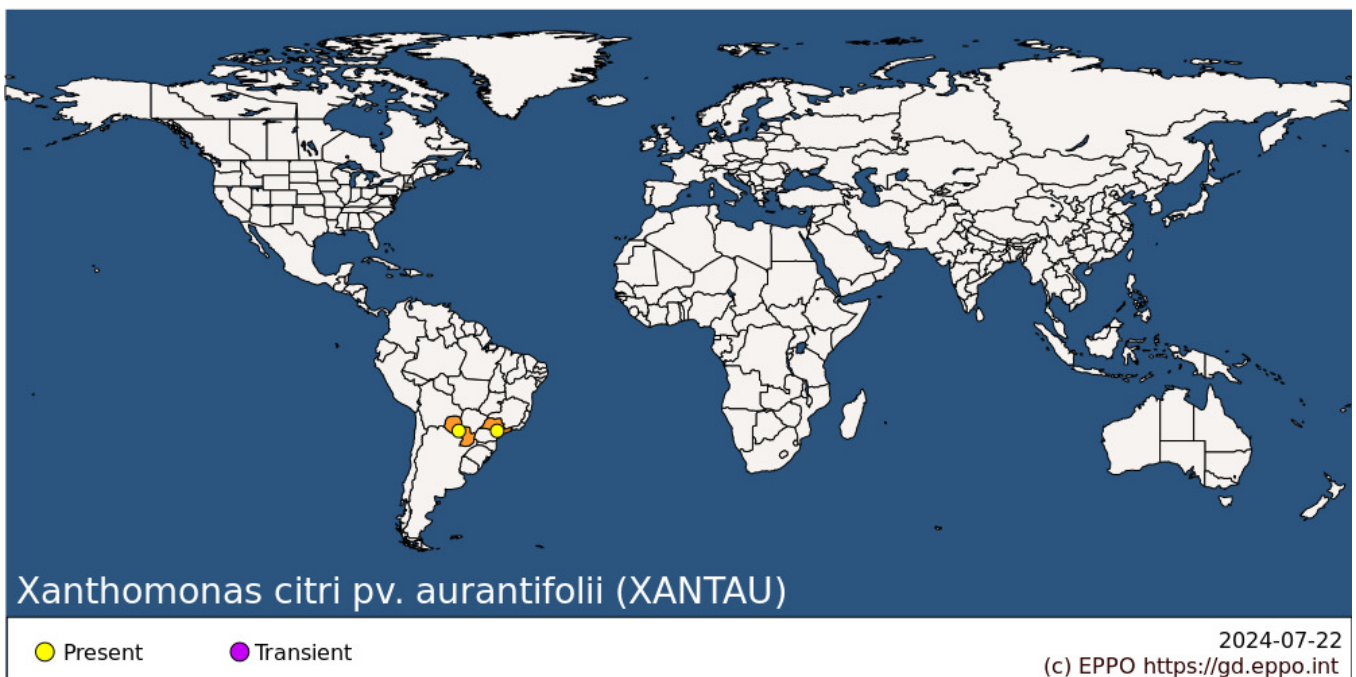 Xanthomonas citri pv. aurantifolii (XANTAU)
Present
Transient
2024-07-22
(c) EPPO https://gd.eppo.int